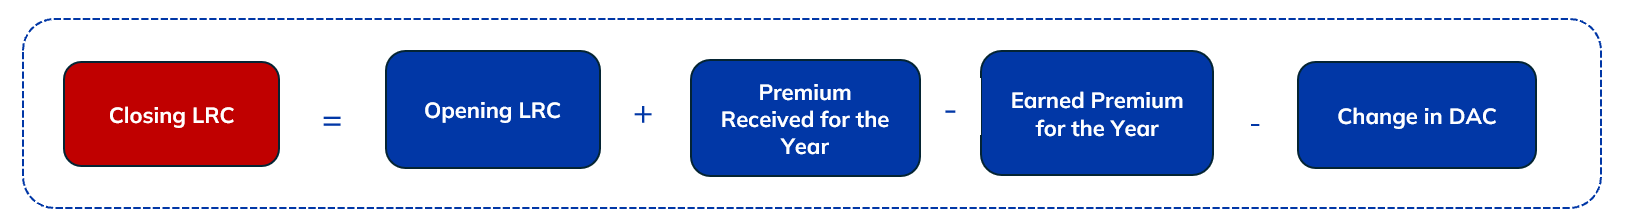 Closing LRC
=
Opening LRC
+
Premium
Received for the
Year
-
Earned Premium
for the Year
-
Change in DAC